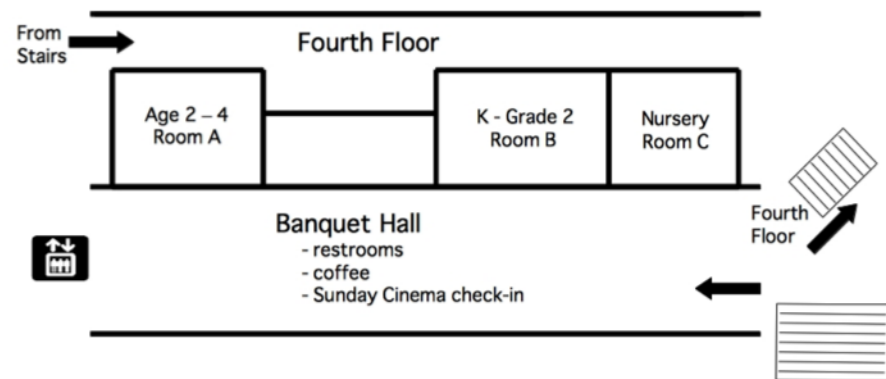 From
Stairs
Fourth Floor
Age 2 – 4
Room A
K - Grade 2
Room B
Nursery
Room C
Banquet Hall
- restrooms
- coffee
- Sunday Cinema check-in
Fourth
Floor